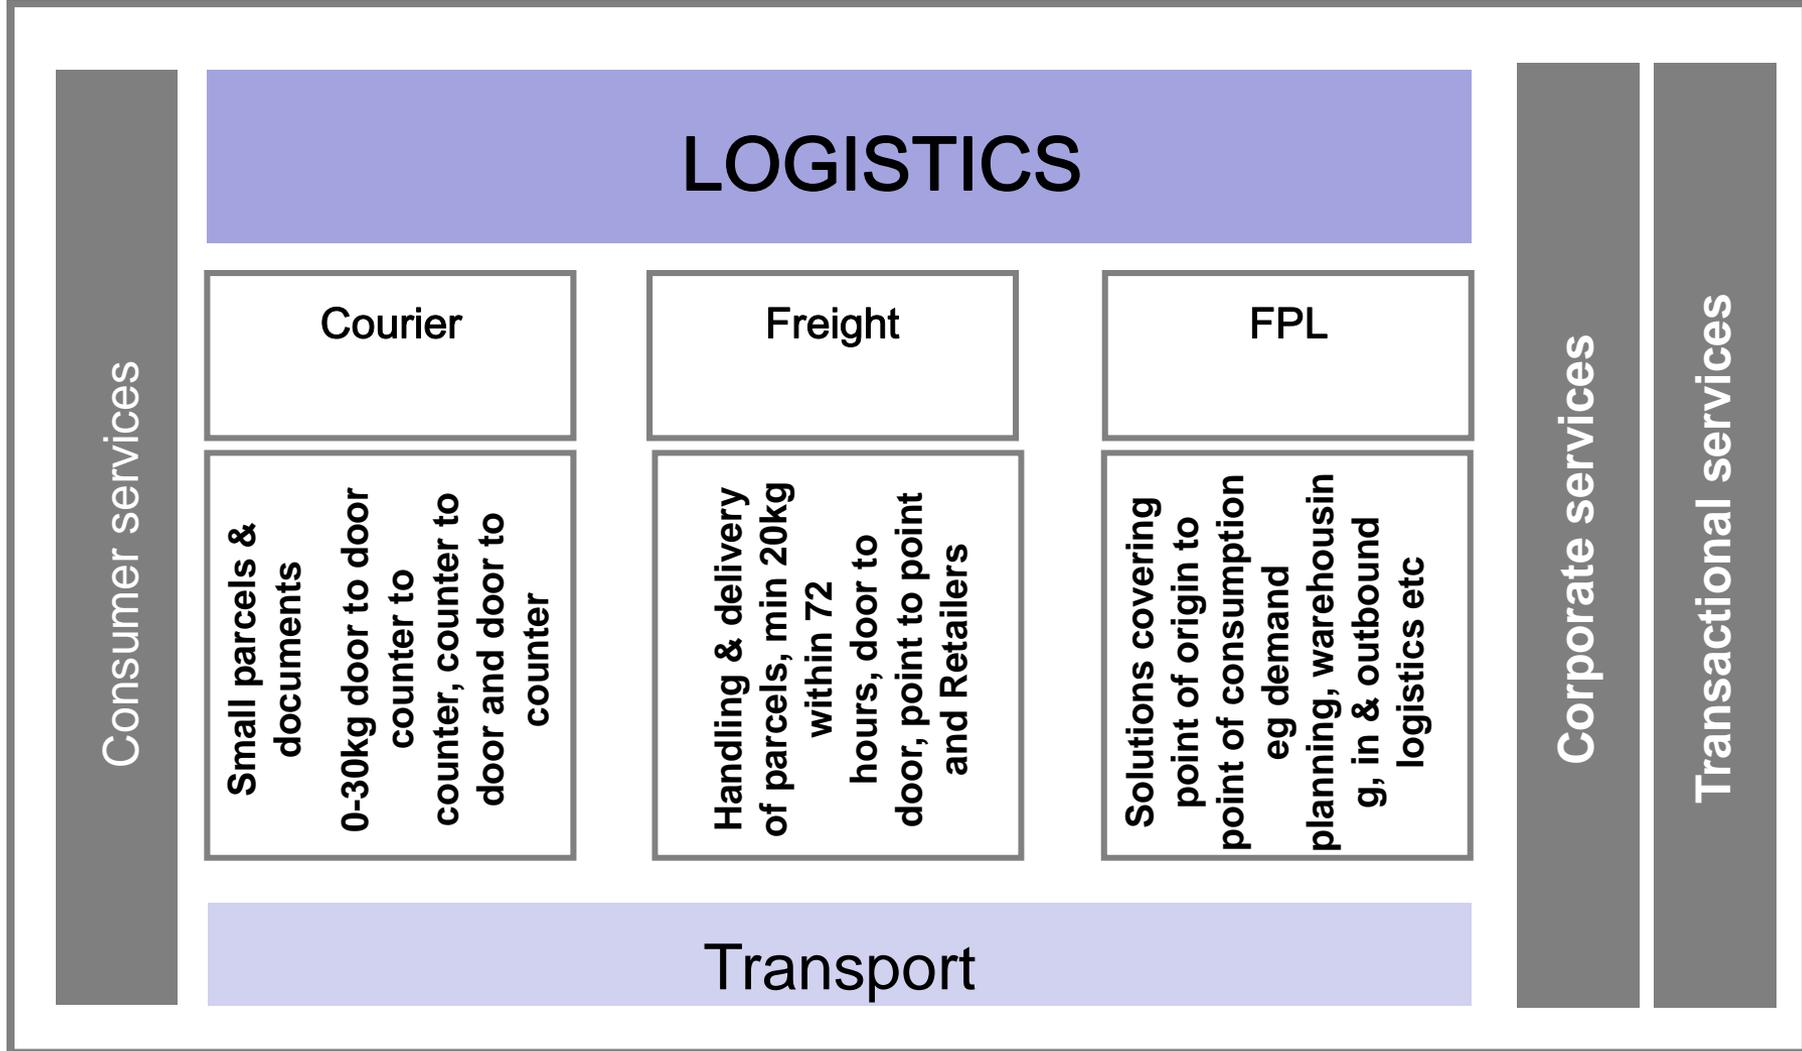 Consumer services
LOGISTICS
Courier
Small parcels &
documents
0-30kg door to door
counter to
counter, counter to
door and door to
counter
Freight
Handling & delivery
of parcels, min 20kg
within 72
hours, door to
door, point to point
and Retailers
FPL
Solutions covering
point of origin to
point of consumption
eg demand
planning, warehousin
g, in & outbound
logistics etc
Transport
Corporate services
Transactional services